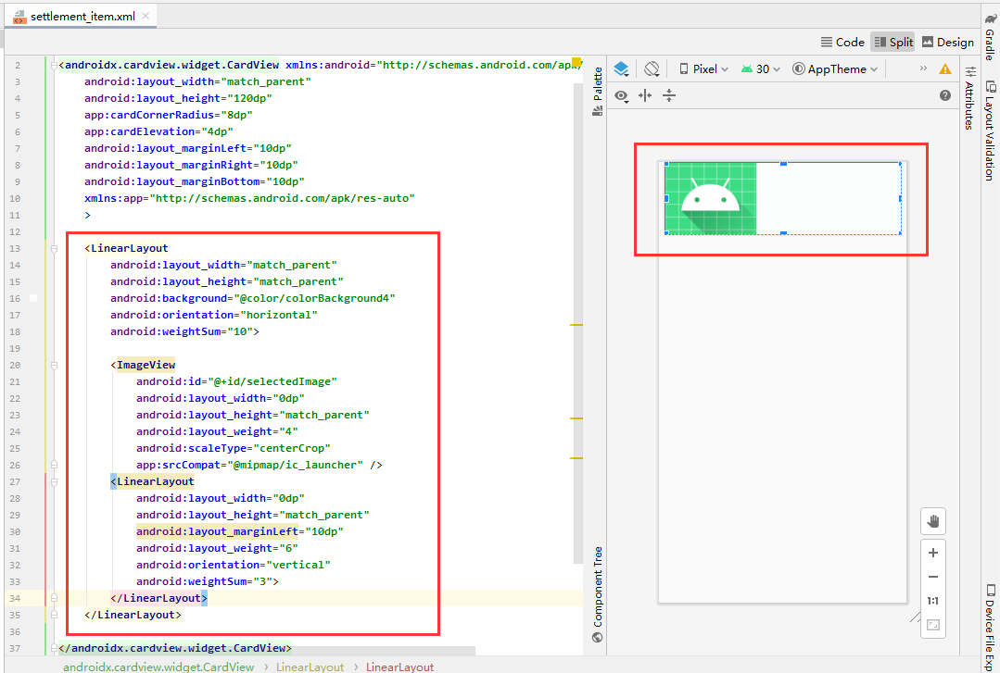 settlement_item.xml
Code
Split
Design
2 <androidx.cardview.widget.CardView xmlns:android="http://schemas.android.com/apk/
3 android:layout_width="match_parent"
4 android:layout_height="120dp"
5 app:cardCornerRadius="8dp"
6 app:cardElevation="4dp"
7 android:layout_marginLeft="10dp"
8 android:layout_marginRight="10dp"
9 android:layout_marginBottom="10dp"
10 xmlns:app="http://schemas.android.com/apk/res-auto"
11 >
12
13 <LinearLayout
14 android:layout_width="match_parent"
15 android:layout_height="match_parent"
16 android:background="@color/colorBackground4"
17 android:orientation="horizontal"
18 android:weightSum="10">
19
20 <ImageView
21 android:id="@+id/selectedImage"
22 android:layout_width="0dp"
23 android:layout_height="match_parent"
24 android:layout_weight="4"
25 android:scaleType="centerCrop"
26 app:srcCompat="@mipmap/ic_launcher" />
27 <LinearLayout
28 android:layout_width="0dp"
29 android:layout_height="match_parent"
30 android:layout_marginLeft="10dp"
31 android:layout_weight="6"
32 android:orientation="vertical"
33 android:weightSum="3">
34 </LinearLayout>
35 </LinearLayout>
36
37 </androidx.cardview.widget.CardView>
androidx.cardview.widget.CardView › LinearLayout › LinearLayout
Palette
Component Tree
Pixel
30
AppTheme
»
?
1:1
Attributes
Gradle
Layout Validation
Device File Exp